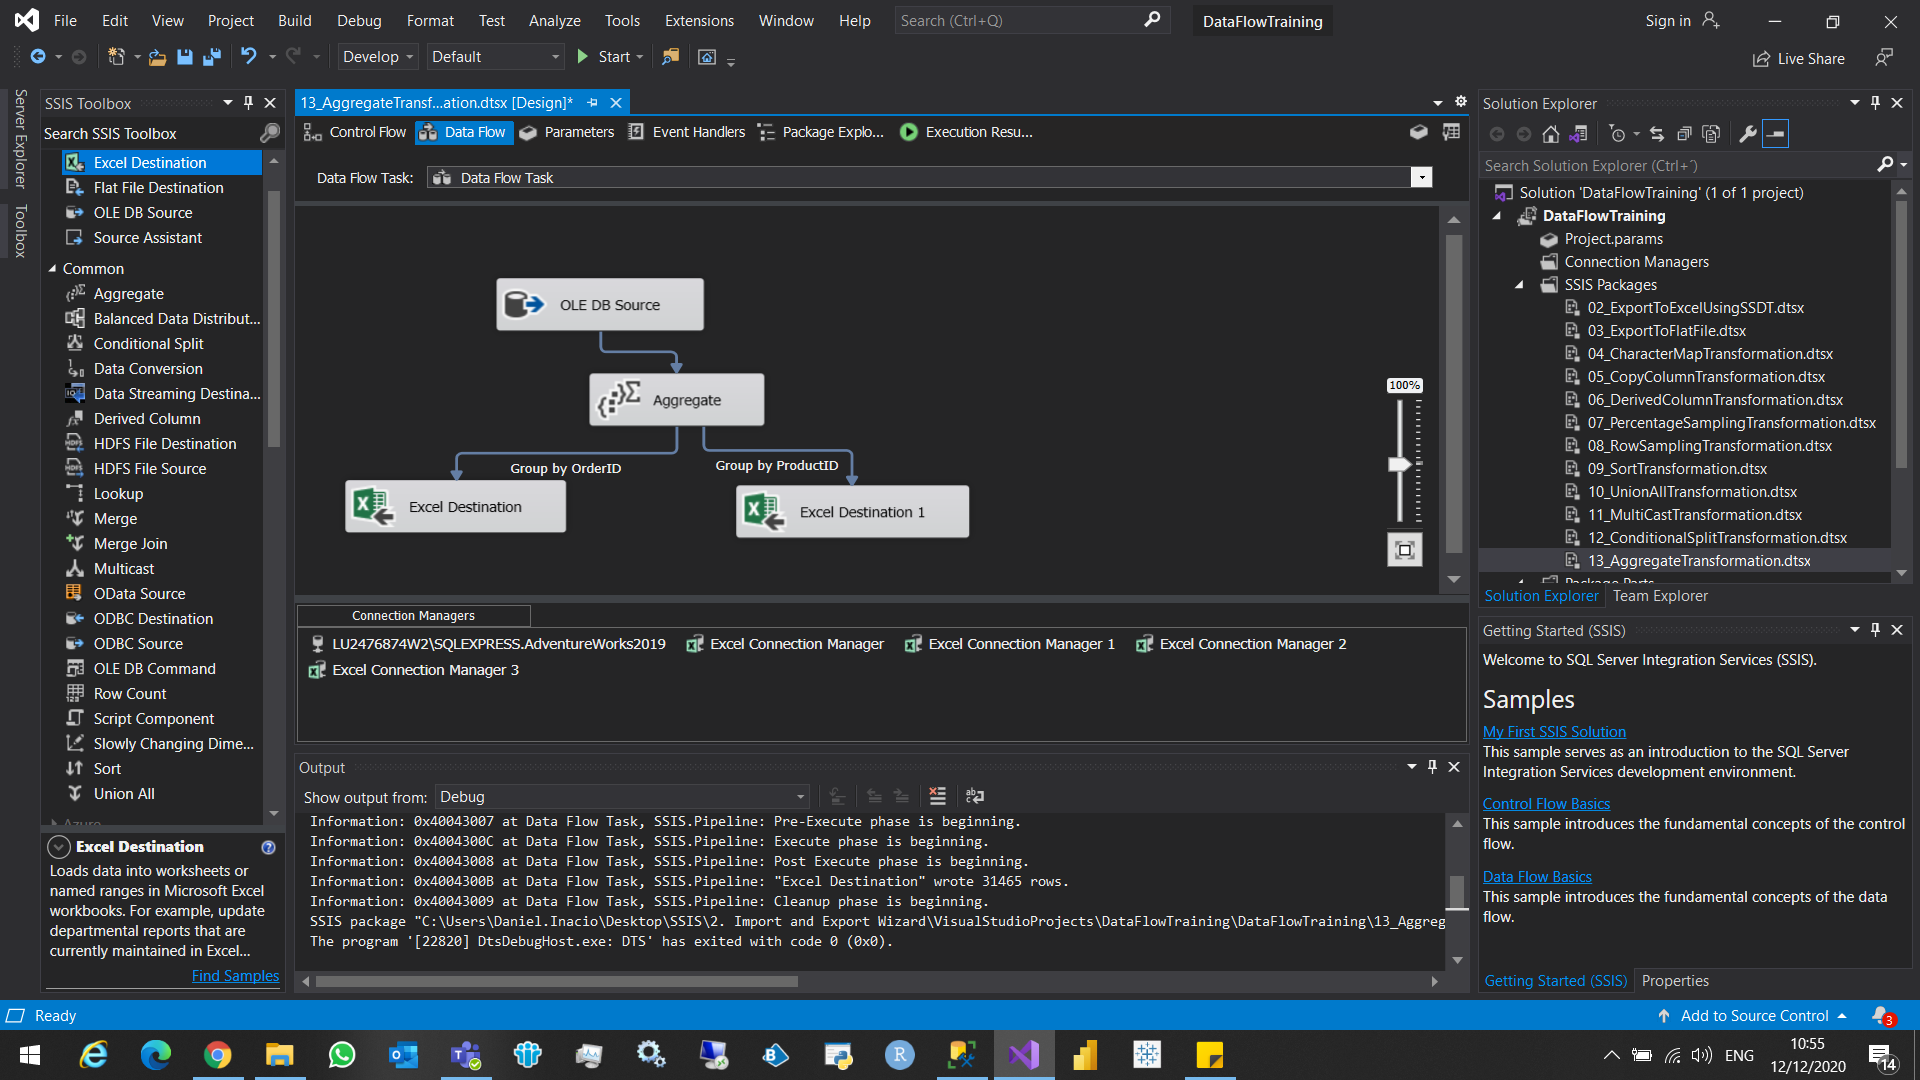 File Edit View Project Build Debug Format Test Analyze Tools Extensions Window Help Search (Ctrl+Q) DataFlowTraining Sign in
Develop Default Start Live Share
Server Explorer
Toolbox
SSIS Toolbox
Search SSIS Toolbox
Excel Destination
Flat File Destination
OLE DB Source
Source Assistant
Common
Aggregate
Balanced Data Distribut...
Conditional Split
Data Conversion
Data Streaming Destina...
Derived Column
HDFS File Destination
HDFS File Source
Lookup
Merge
Merge Join
Multicast
OData Source
ODBC Destination
ODBC Source
OLE DB Command
Row Count
Script Component
Slowly Changing Dime...
Sort
Union All
Azure
Excel Destination
Loads data into worksheets or
named ranges in Microsoft Excel
workbooks. For example, update
departmental reports that are
currently maintained in Excel...
Find Samples
13_AggregateTransf...ation.dtsx [Design]*
Control Flow Data Flow Parameters Event Handlers Package Explo... Execution Resu...
Data Flow Task: Data Flow Task
OLE DB Source
Aggregate
Group by OrderID Group by ProductID
Excel Destination
Excel Destination 1
100%
Connection Managers
LU2476874W2\SQLEXPRESS.AdventureWorks2019 Excel Connection Manager Excel Connection Manager 1 Excel Connection Manager 2
Excel Connection Manager 3
Output
Show output from: Debug
Information: 0x40043007 at Data Flow Task, SSIS.Pipeline: Pre-Execute phase is beginning.
Information: 0x4004300C at Data Flow Task, SSIS.Pipeline: Execute phase is beginning.
Information: 0x40043008 at Data Flow Task, SSIS.Pipeline: Post Execute phase is beginning.
Information: 0x4004300B at Data Flow Task, SSIS.Pipeline: "Excel Destination" wrote 31465 rows.
Information: 0x40043009 at Data Flow Task, SSIS.Pipeline: Cleanup phase is beginning.
SSIS package "C:\Users\Daniel.Inacio\Desktop\SSIS\2. Import and Export Wizard\VisualStudioProjects\DataFlowTraining\DataFlowTraining\13_Aggreg
The program '[22820] DtsDebugHost.exe: DTS' has exited with code 0 (0x0).
Solution Explorer
Search Solution Explorer (Ctrl+´)
Solution 'DataFlowTraining' (1 of 1 project)
DataFlowTraining
Project.params
Connection Managers
SSIS Packages
02_ExportToExcelUsingSSDT.dtsx
03_ExportToFlatFile.dtsx
04_CharacterMapTransformation.dtsx
05_CopyColumnTransformation.dtsx
06_DerivedColumnTransformation.dtsx
07_PercentageSamplingTransformation.dtsx
08_RowSamplingTransformation.dtsx
09_SortTransformation.dtsx
10_UnionAllTransformation.dtsx
11_MultiCastTransformation.dtsx
12_ConditionalSplitTransformation.dtsx
13_AggregateTransformation.dtsx
Package Parts
Solution Explorer Team Explorer
Getting Started (SSIS)
Welcome to SQL Server Integration Services (SSIS).
Samples
My First SSIS Solution
This sample serves as an introduction to the SQL Server
Integration Services development environment.
Control Flow Basics
This sample introduces the fundamental concepts of the control
flow.
Data Flow Basics
This sample introduces the fundamental concepts of the data
flow.
Getting Started (SSIS) Properties
Ready Add to Source Control 3
ENG
10:55
12/12/2020
14